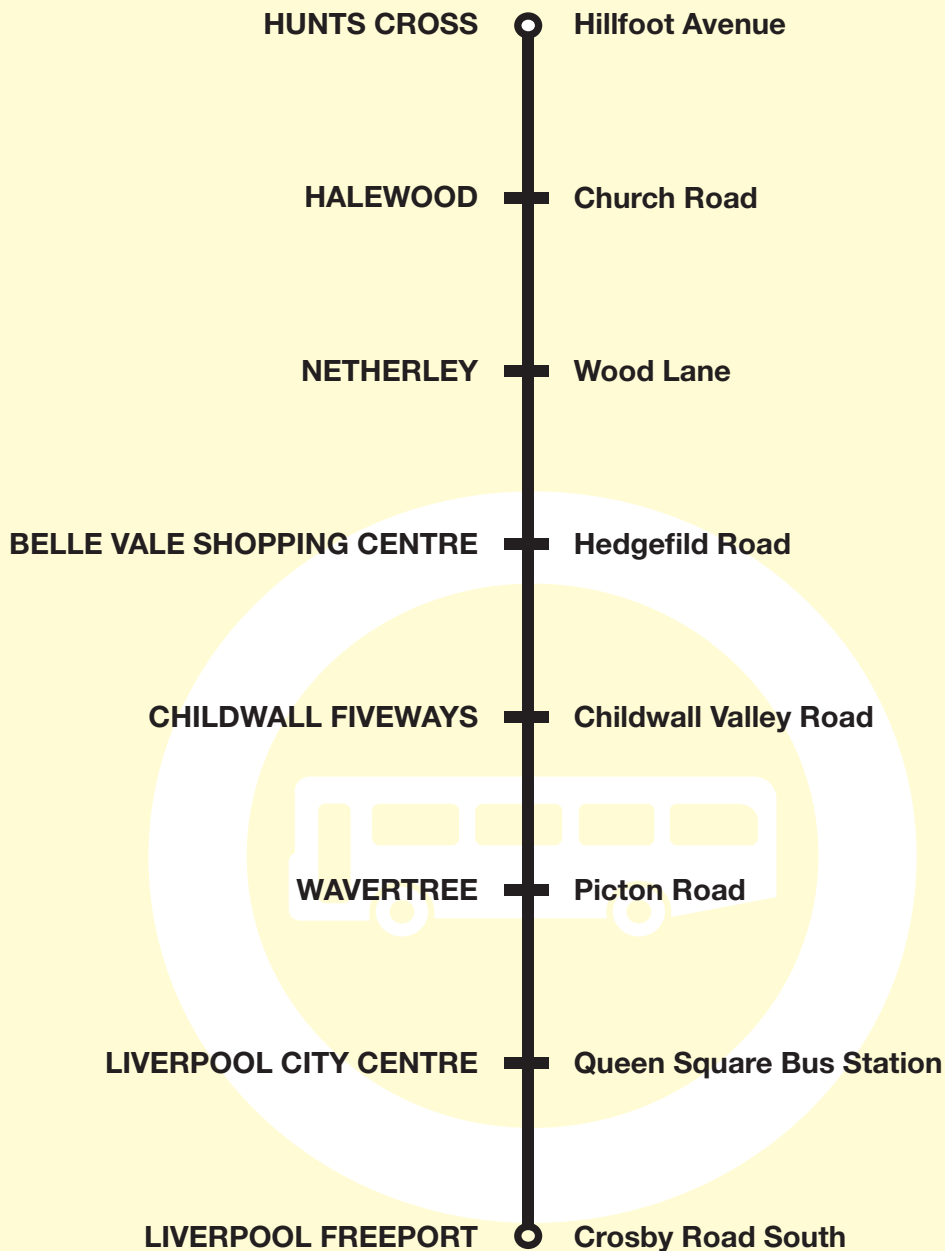 HUNTS CROSS Hillfoot Avenue
HALEWOOD Church Road
NETHERLEY Wood Lane
BELLE VALE SHOPPING CENTRE Hedgefild Road
CHILDWALL FIVEWAYS Childwall Valley Road
WAVERTREE Picton Road
LIVERPOOL CITY CENTRE Queen Square Bus Station
LIVERPOOL FREEPORT Crosby Road South